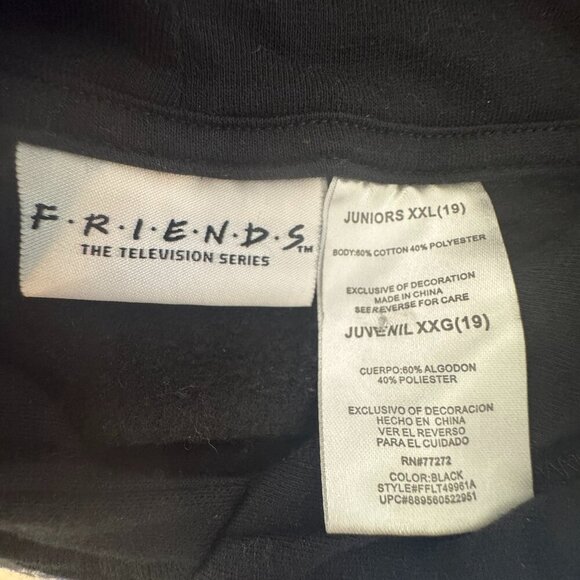 F·R·I·E·N·D·S™
THE TELEVISION SERIES
JUNIORS XXL(19)
BODY:60% COTTON 40% POLYESTER
EXCLUSIVE OF DECORATION
MADE IN CHINA
SEE REVERSE FOR CARE
JUVENIL XXG(19)
CUERPO:60% ALGODON
40% POLIESTER
EXCLUSIVO OF DECORACION
HECHO EN CHINA
VER EL REVERSO
PARA EL CUIDADO
RN#77272
COLOR:BLACK
STYLE#FFLT49961A
UPC#889560522951